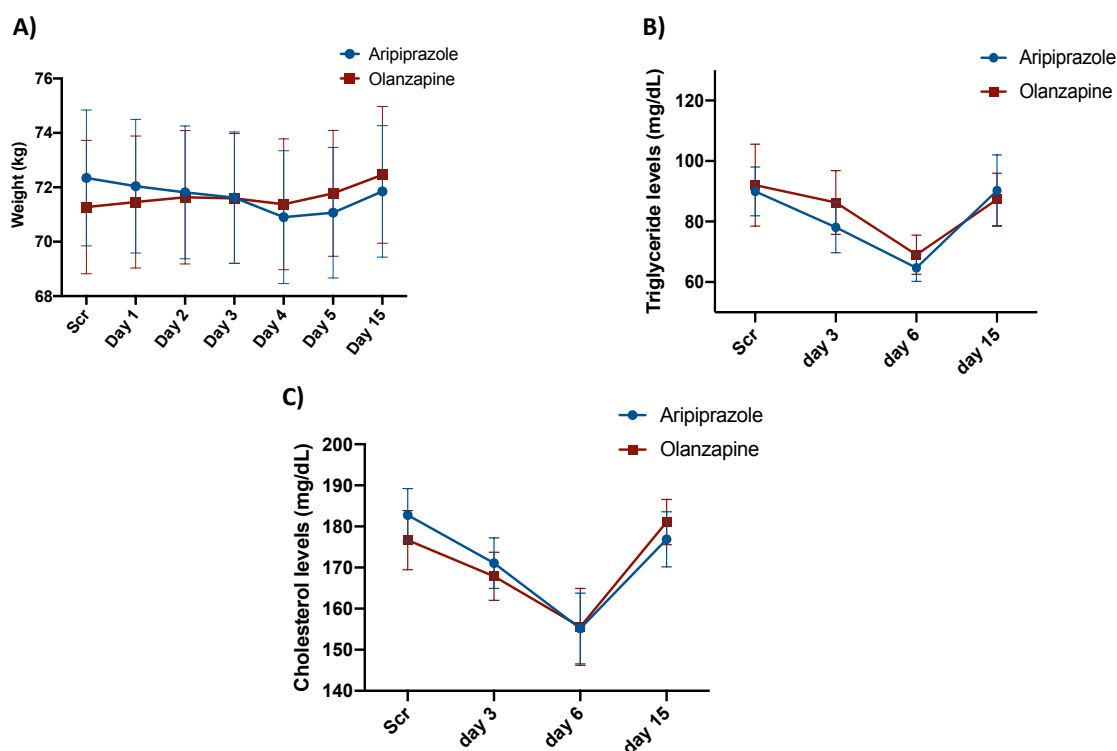 A)
Aripiprazole
Olanzapine
Weight (kg)
76
74
72
70
68
Scr
Day 1
Day 2
Day 3
Day 4
Day 5
Day 15
B)
Aripiprazole
Olanzapine
Triglyceride levels (mg/dL)
120
100
80
60
Scr
day 3
day 6
day 15
C)
Aripiprazole
Olanzapine
Cholesterol levels (mg/dL)
200
190
180
170
160
150
140
Scr
day 3
day 6
day 15